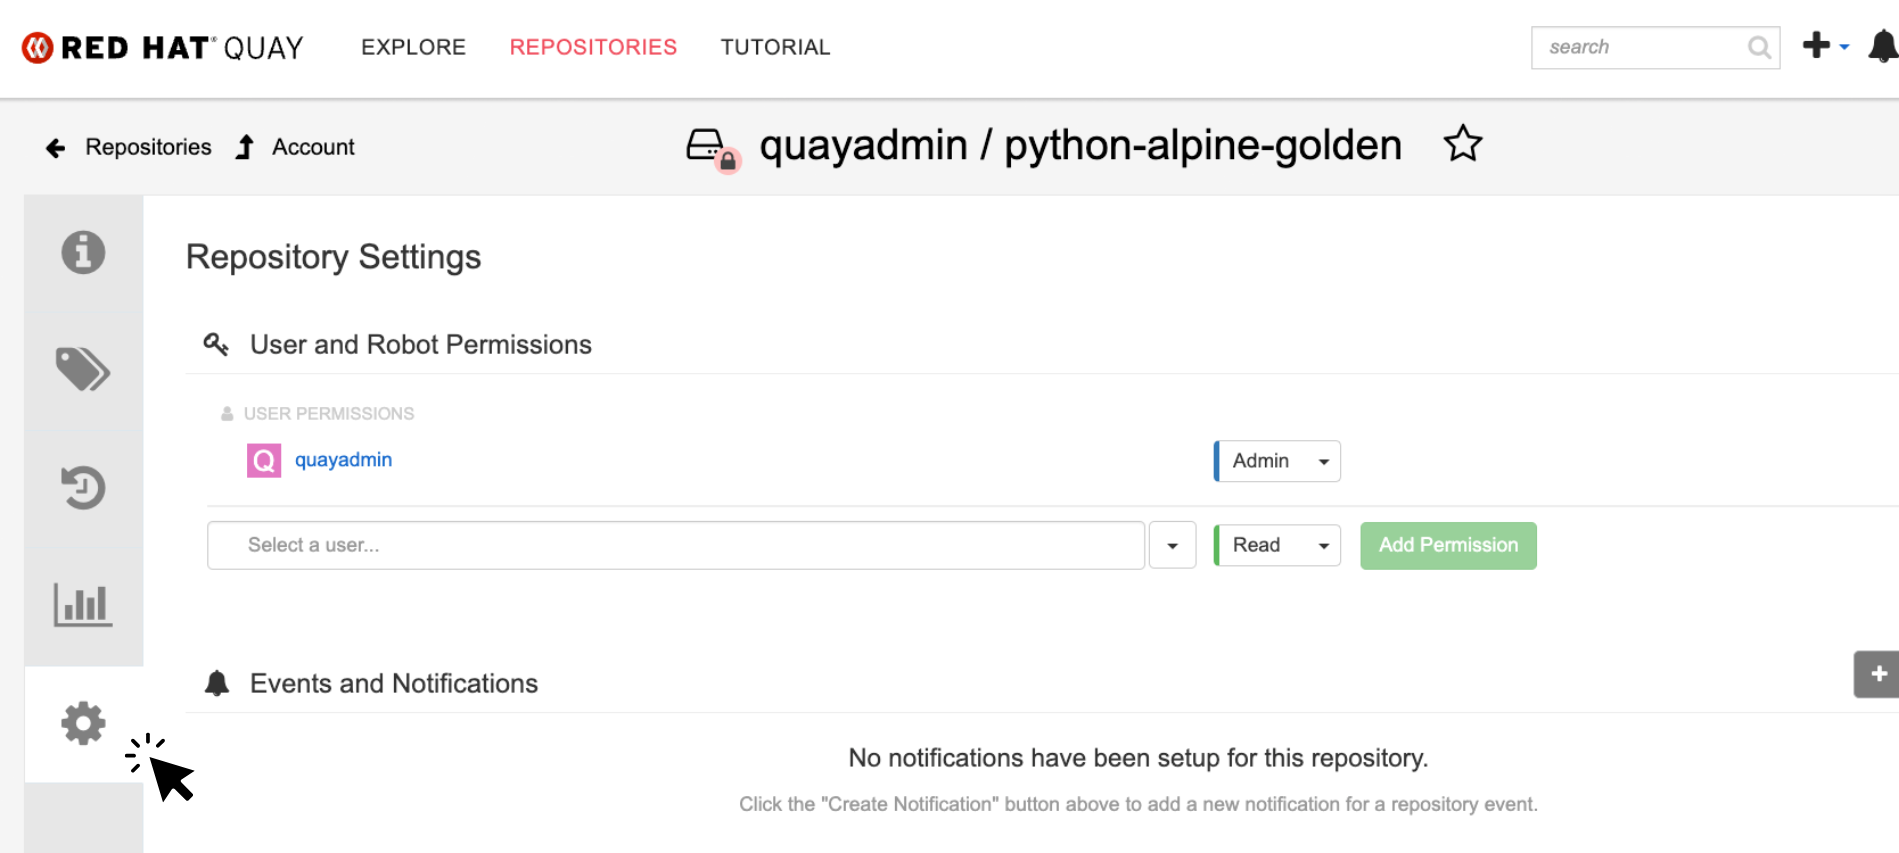 RED HAT® QUAY EXPLORE REPOSITORIES TUTORIAL search
Repositories Account quayadmin / python-alpine-golden
Repository Settings
User and Robot Permissions
USER PERMISSIONS
Q quayadmin Admin
Select a user... Read Add Permission
Events and Notifications
No notifications have been setup for this repository.
Click the "Create Notification" button above to add a new notification for a repository event.